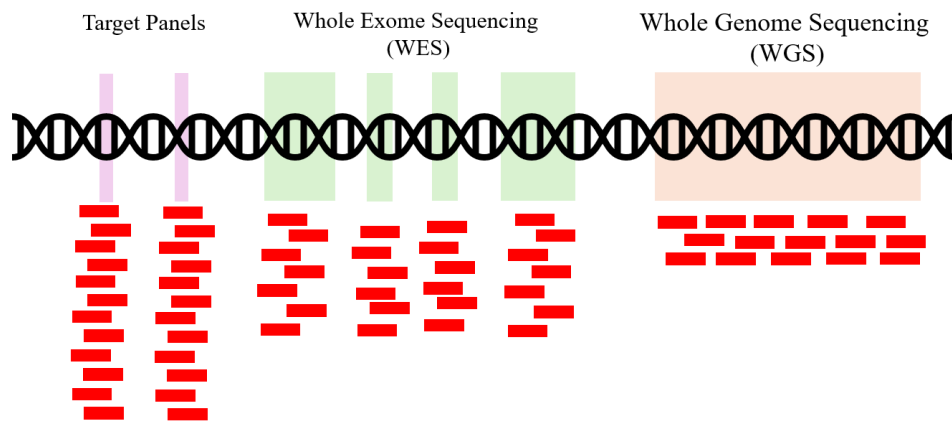 Target Panels
Whole Exome Sequencing
(WES)
Whole Genome Sequencing
(WGS)